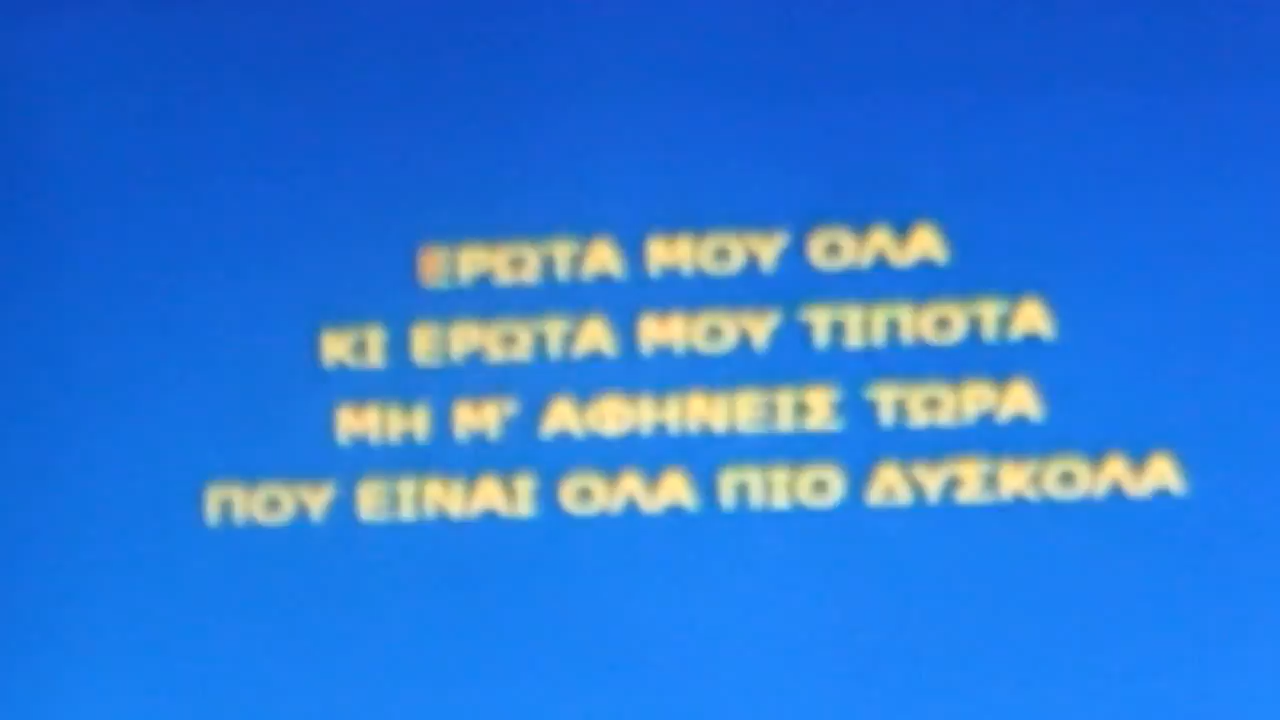 ΕΡΩΤΑ ΜΟΥ ΟΛΑ
ΚΙ ΕΡΩΤΑ ΜΟΥ ΤΙΠΟΤΑ
ΜΗ Μ' ΑΦΗΝΕΙΣ ΤΩΡΑ
ΠΟΥ ΕΙΝΑΙ ΟΛΑ ΠΙΟ ΔΥΣΚΟΛΑ